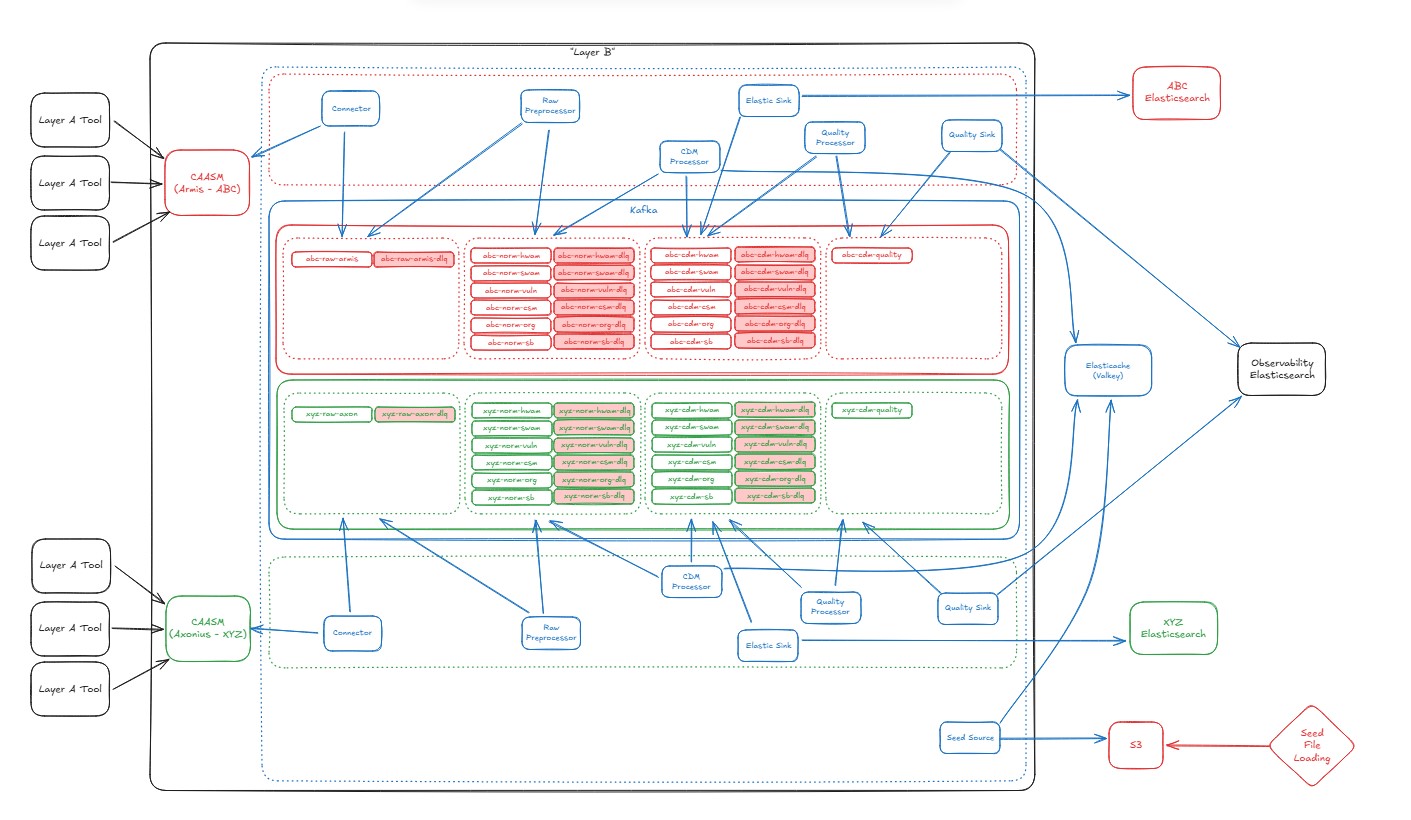 "Layer B"
Layer A Tool
Layer A Tool
Layer A Tool
CAASM
(Armis - ABC)
Connector
Raw
Preprocessor
Elastic Sink
CDM
Processor
Quality
Processor
Quality Sink
ABC
Elasticsearch
Kafka
abc-raw-armis
abc-raw-armis-dlq
abc-norm-hwam
abc-norm-hwam-dlq
abc-norm-swam
abc-norm-swam-dlq
abc-norm-vuln
abc-norm-vuln-dlq
abc-norm-csm
abc-norm-csm-dlq
abc-norm-org
abc-norm-org-dlq
abc-norm-sb
abc-norm-sb-dlq
abc-cdm-hwam
abc-cdm-hwam-dlq
abc-cdm-swam
abc-cdm-swam-dlq
abc-cdm-vuln
abc-cdm-vuln-dlq
abc-cdm-csm
abc-cdm-csm-dlq
abc-cdm-org
abc-cdm-org-dlq
abc-cdm-sb
abc-cdm-sb-dlq
abc-cdm-quality
Elasticache
(Valkey)
Observability
Elasticsearch
xyz-raw-axon
xyz-raw-axon-dlq
xyz-norm-hwam
xyz-norm-hwam-dlq
xyz-norm-swam
xyz-norm-swam-dlq
xyz-norm-vuln
xyz-norm-vuln-dlq
xyz-norm-csm
xyz-norm-csm-dlq
xyz-norm-org
xyz-norm-org-dlq
xyz-norm-sb
xyz-norm-sb-dlq
xyz-cdm-hwam
xyz-cdm-hwam-dlq
xyz-cdm-swam
xyz-cdm-swam-dlq
xyz-cdm-vuln
xyz-cdm-vuln-dlq
xyz-cdm-csm
xyz-cdm-csm-dlq
xyz-cdm-org
xyz-cdm-org-dlq
xyz-cdm-sb
xyz-cdm-sb-dlq
xyz-cdm-quality
Layer A Tool
Layer A Tool
Layer A Tool
CAASM
(Axonius - XYZ)
Connector
Raw
Preprocessor
CDM
Processor
Elastic Sink
Quality
Processor
Quality Sink
XYZ
Elasticsearch
Seed Source
S3
Seed
File
Loading